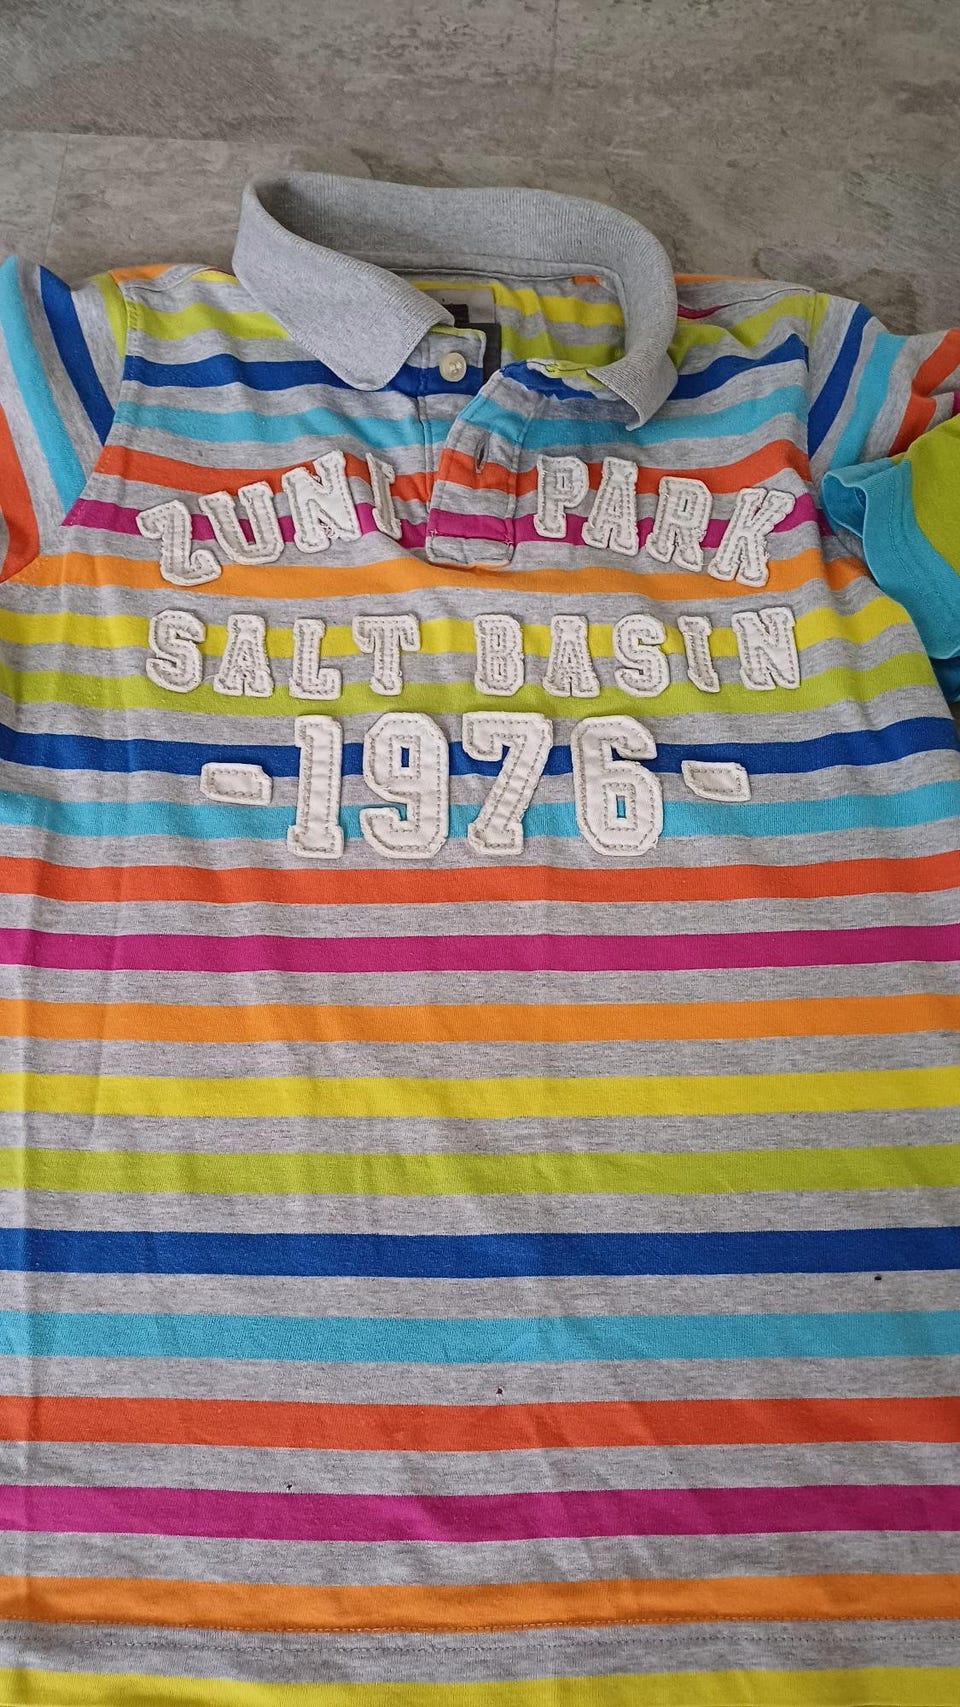 ZUNI PARK
SALT BASIN
-1976-